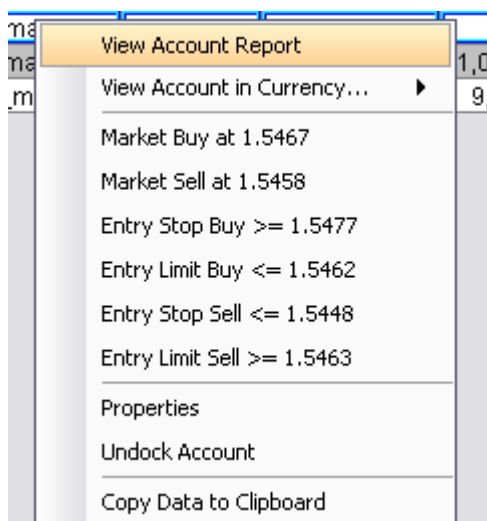 View Account Report
View Account in Currency...
Market Buy at 1.5467
Market Sell at 1.5458
Entry Stop Buy >= 1.5477
Entry Limit Buy <= 1.5462
Entry Stop Sell <= 1.5448
Entry Limit Sell >= 1.5463
Properties
Undock Account
Copy Data to Clipboard